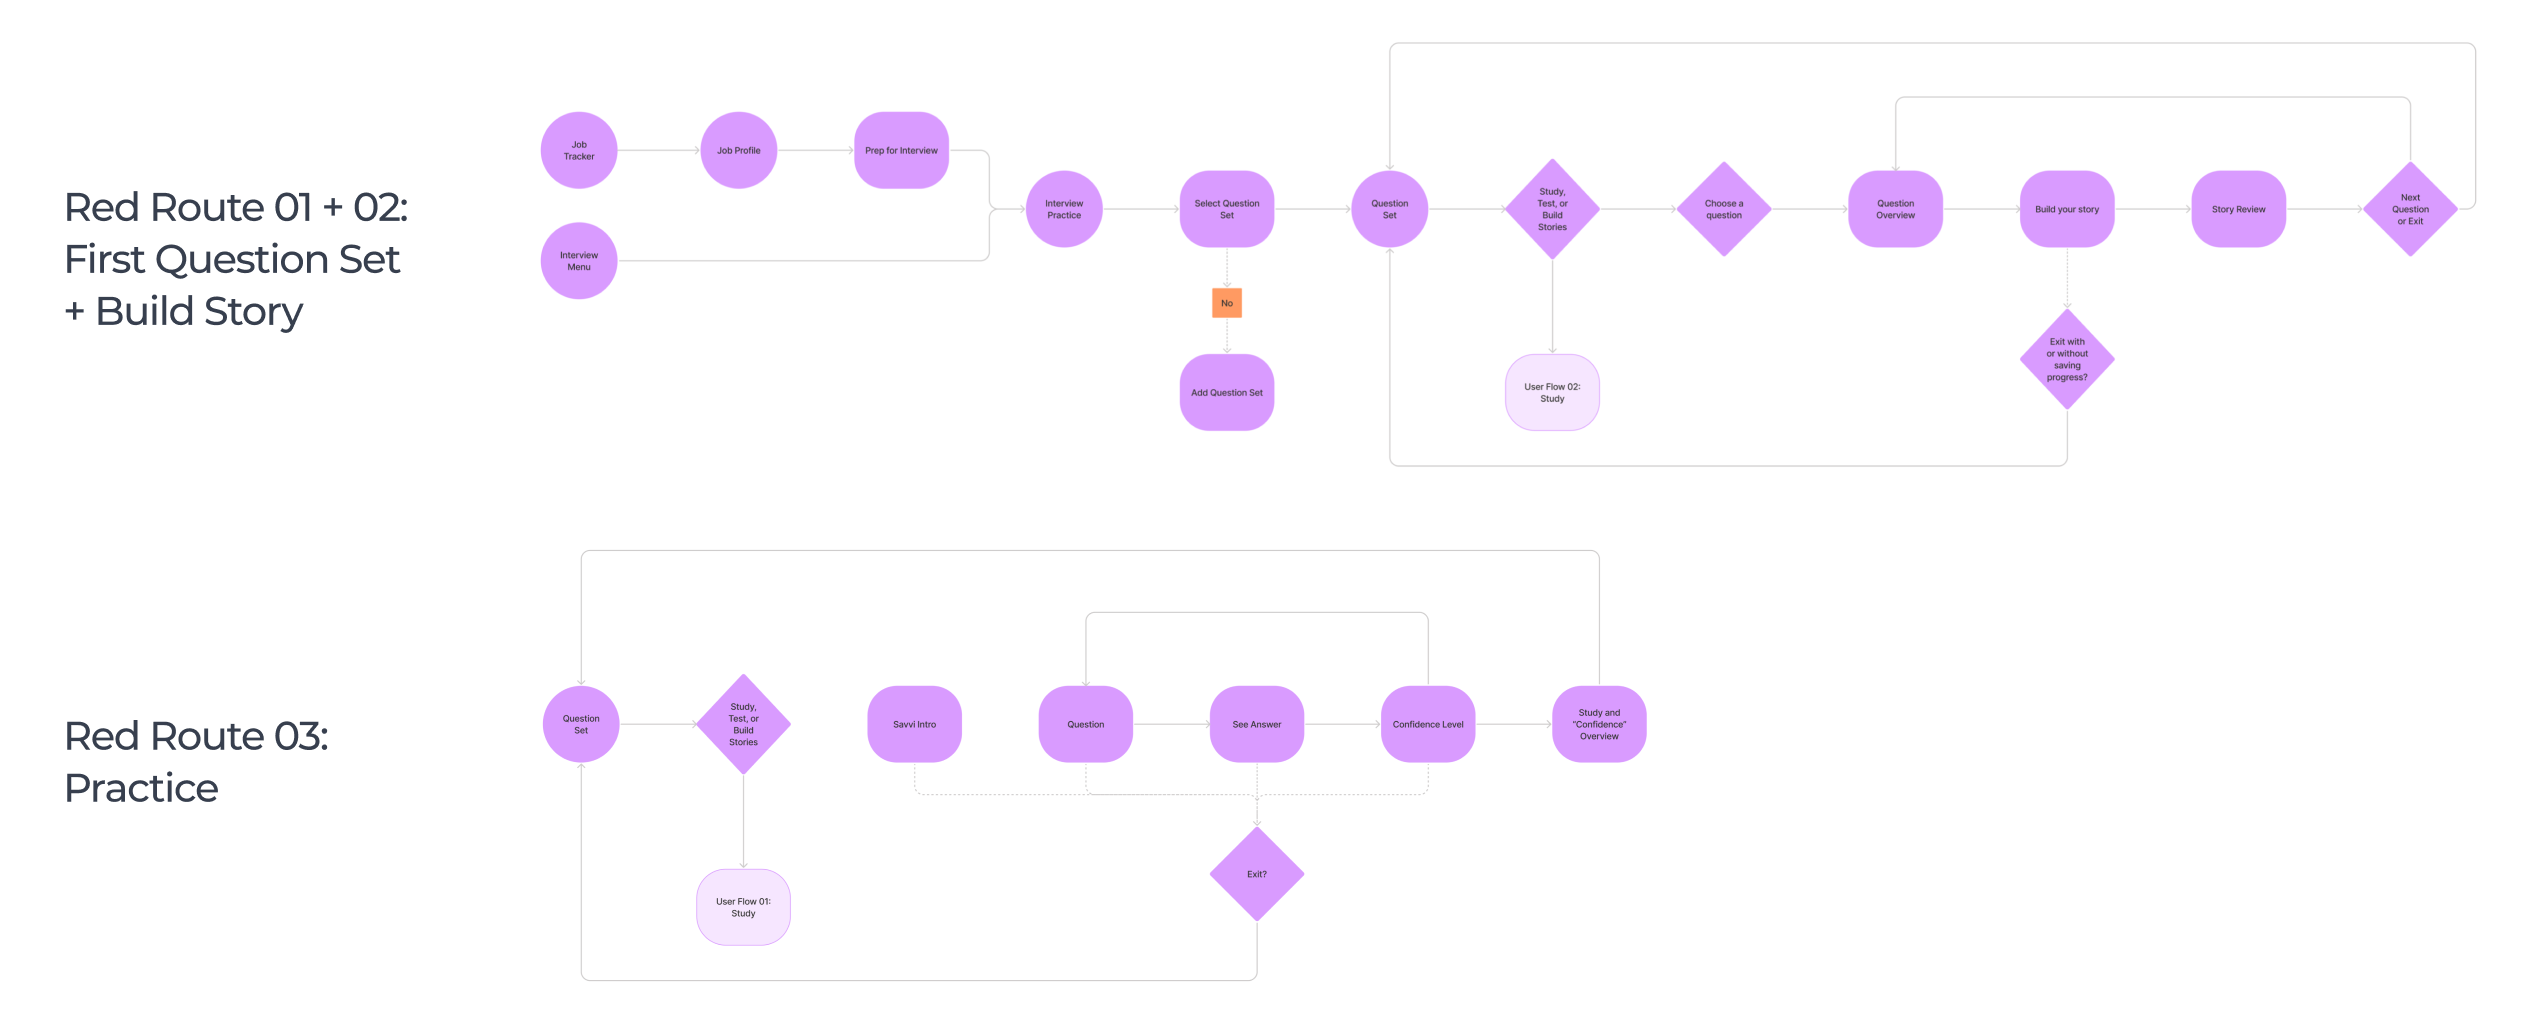 Red Route 01 + 02:
First Question Set
+ Build Story
Job
Tracker
Job Profile
Prep for Interview
Interview
Menu
Interview
Practice
Select Question
Set
No
Add Question Set
Question
Set
Study,
Test, or
Build
Stories
User Flow 02:
Study
Choose a
question
Question
Overview
Build your story
Exit with
or without
saving
progress?
Story Review
Next
Question
or Exit
Red Route 03:
Practice
Question
Set
Study,
Test, or
Build
Stories
User Flow 01:
Study
Savvi Intro
Question
See Answer
Confidence Level
Study and
"Confidence"
Overview
Exit?